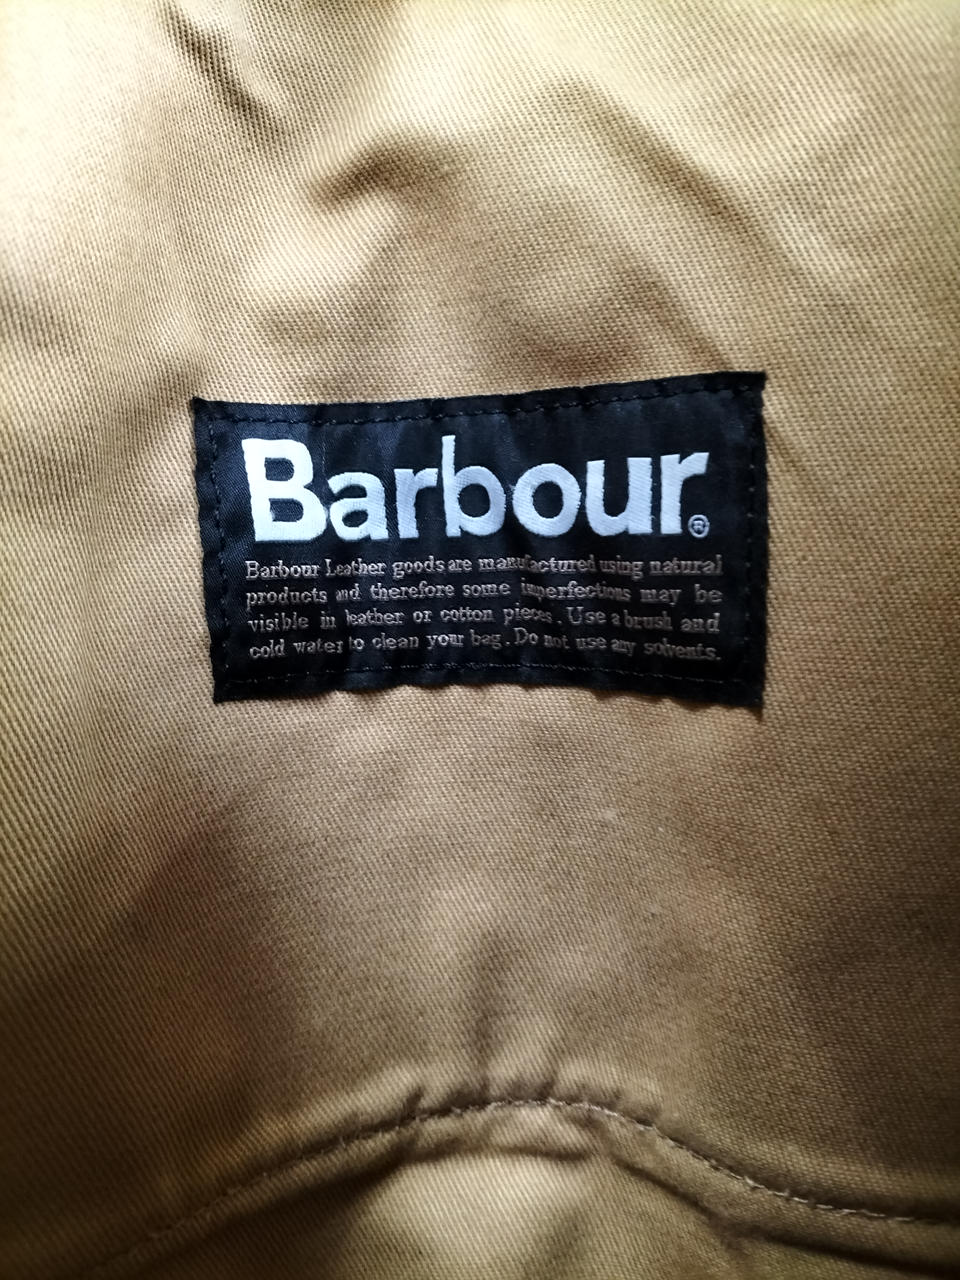 Barbour®
Barbour Leather goods are manufactured using natural
products and therefore some imperfections may be
visible in leather or cotton pieces. Use a brush and
cold water to clean your bag. Do not use any solvents.